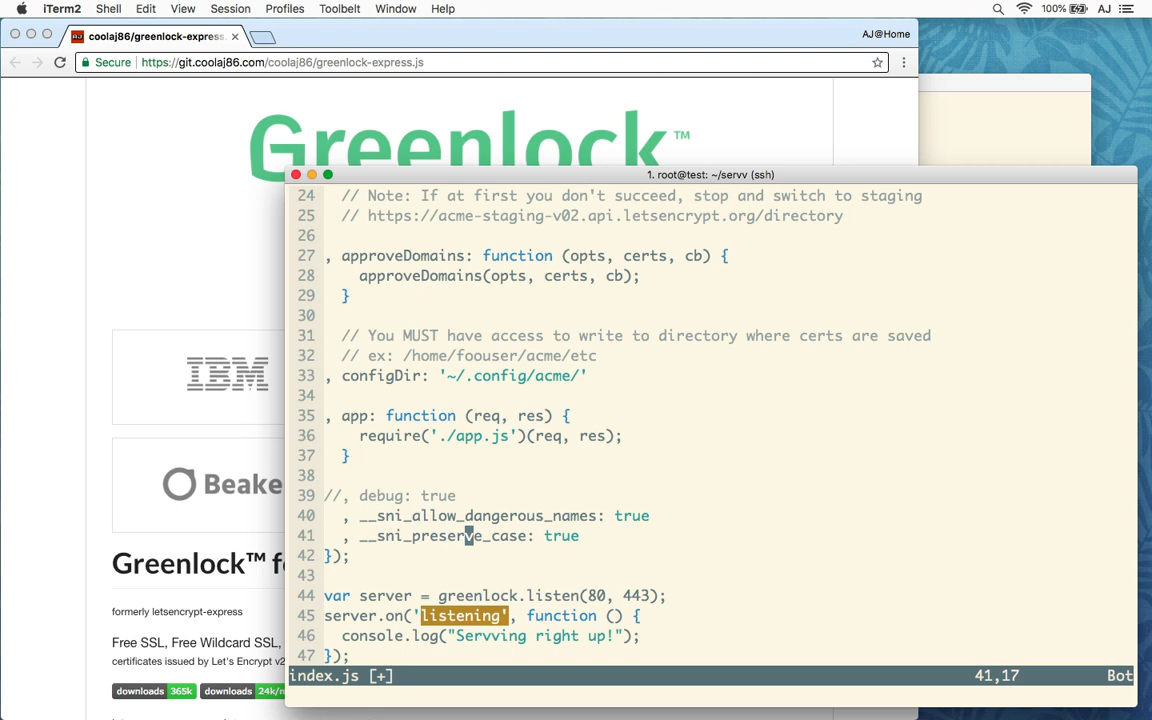 iTerm2 Shell Edit View Session Profiles Toolbelt Window Help 100% AJ
coolaj86/greenlock-express. AJ@Home
Secure https://git.coolaj86.com/coolaj86/greenlock-express.js
Greenlock™
1. root@test: ~/servv (ssh)
24 // Note: If at first you don't succeed, stop and switch to staging
25 // https://acme-staging-v02.api.letsencrypt.org/directory
26
27 , approveDomains: function (opts, certs, cb) {
28 approveDomains(opts, certs, cb);
29 }
30
31 // You MUST have access to write to directory where certs are saved
32 // ex: /home/foouser/acme/etc
33 , configDir: '~/.config/acme/'
34
35 , app: function (req, res) {
36 require('./app.js')(req, res);
37 }
38
39 //, debug: true
40 , __sni_allow_dangerous_names: true
41 , __sni_preserve_case: true
42 });
43
44 var server = greenlock.listen(80, 443);
45 server.on('listening', function () {
46 console.log("Servving right up!");
47 });
index.js [+] 41,17 Bot
IBM
Beake
Greenlock™ f
formerly letsencrypt-express
Free SSL, Free Wildcard SSL,
certificates issued by Let's Encrypt v2
downloads 365k downloads 24k/m